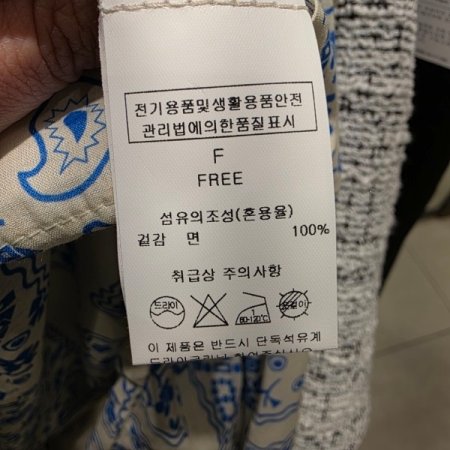 전기용품및생활용품안전
관리법에의한품질표시
F
FREE
섬유의조성(혼용율)
겉감 면 100%
취급상 주의사항
드라이
80-120℃
이 제품은 반드시 단독석유계